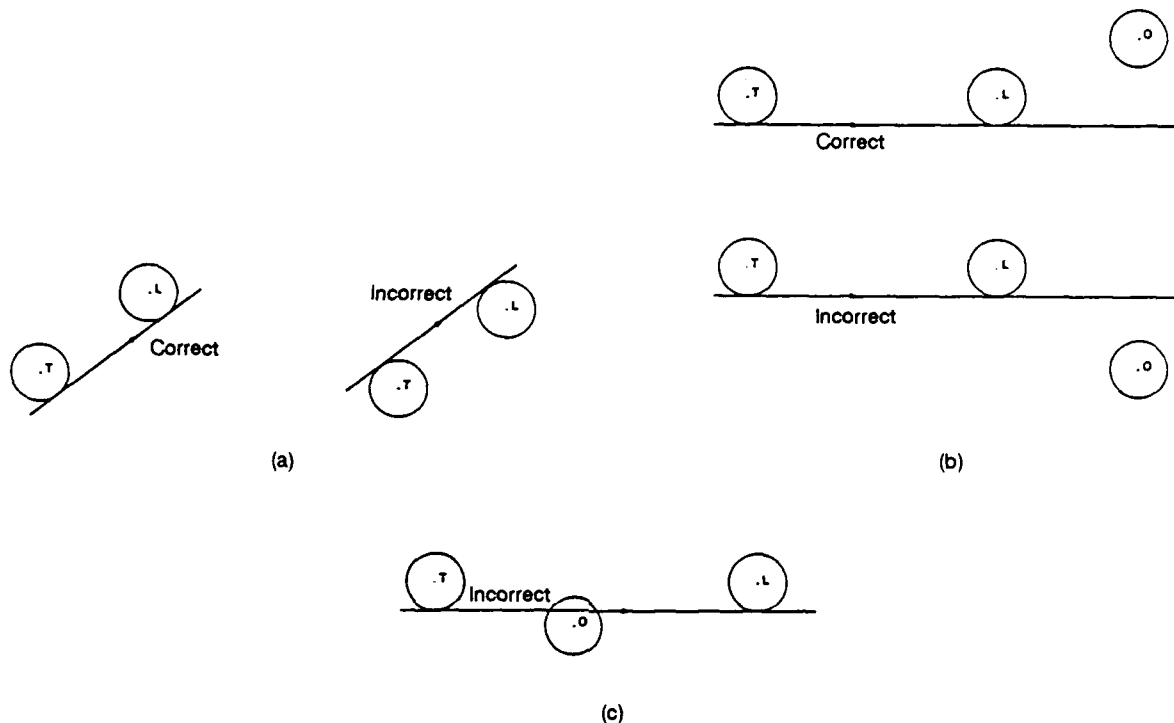 .O
.T
.L
Correct
.T
.L
Incorrect
.O
(b)
.L
.T
Correct
Incorrect
.L
.T
(a)
.T
Incorrect
.L
.O
(c)